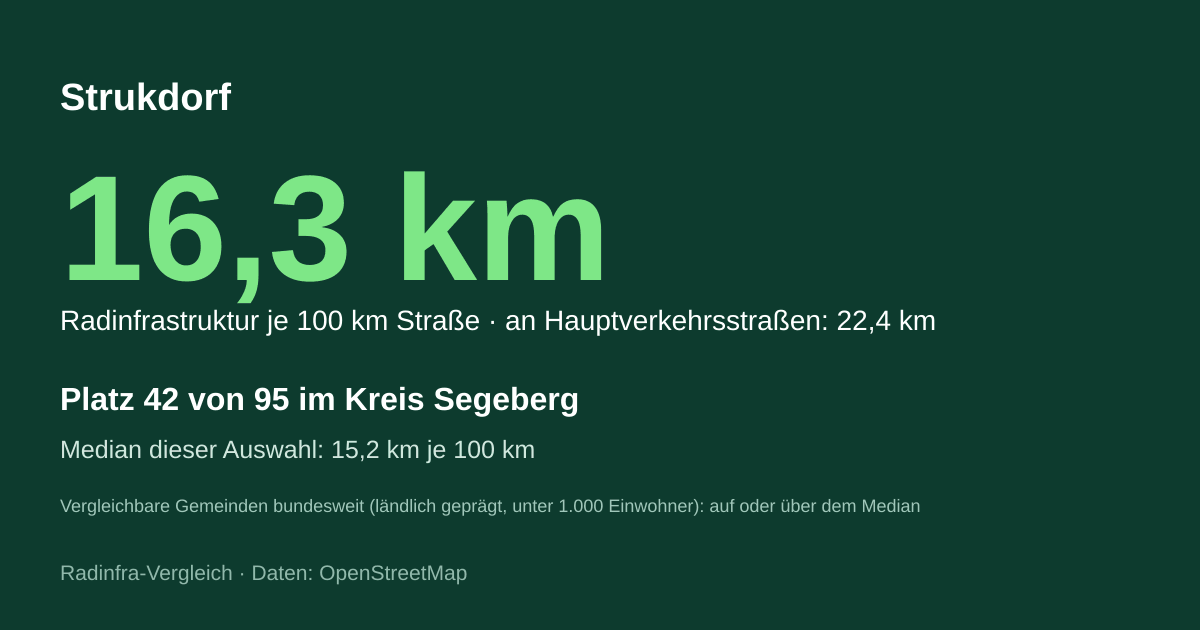 Strukdorf
16,3 km
Radinfrastruktur je 100 km Straße · an Hauptverkehrsstraßen: 22,4 km
Platz 42 von 95 im Kreis Segeberg
Median dieser Auswahl: 15,2 km je 100 km
Vergleichbare Gemeinden bundesweit (ländlich geprägt, unter 1.000 Einwohner): auf oder über dem Median
Radinfra-Vergleich · Daten: OpenStreetMap